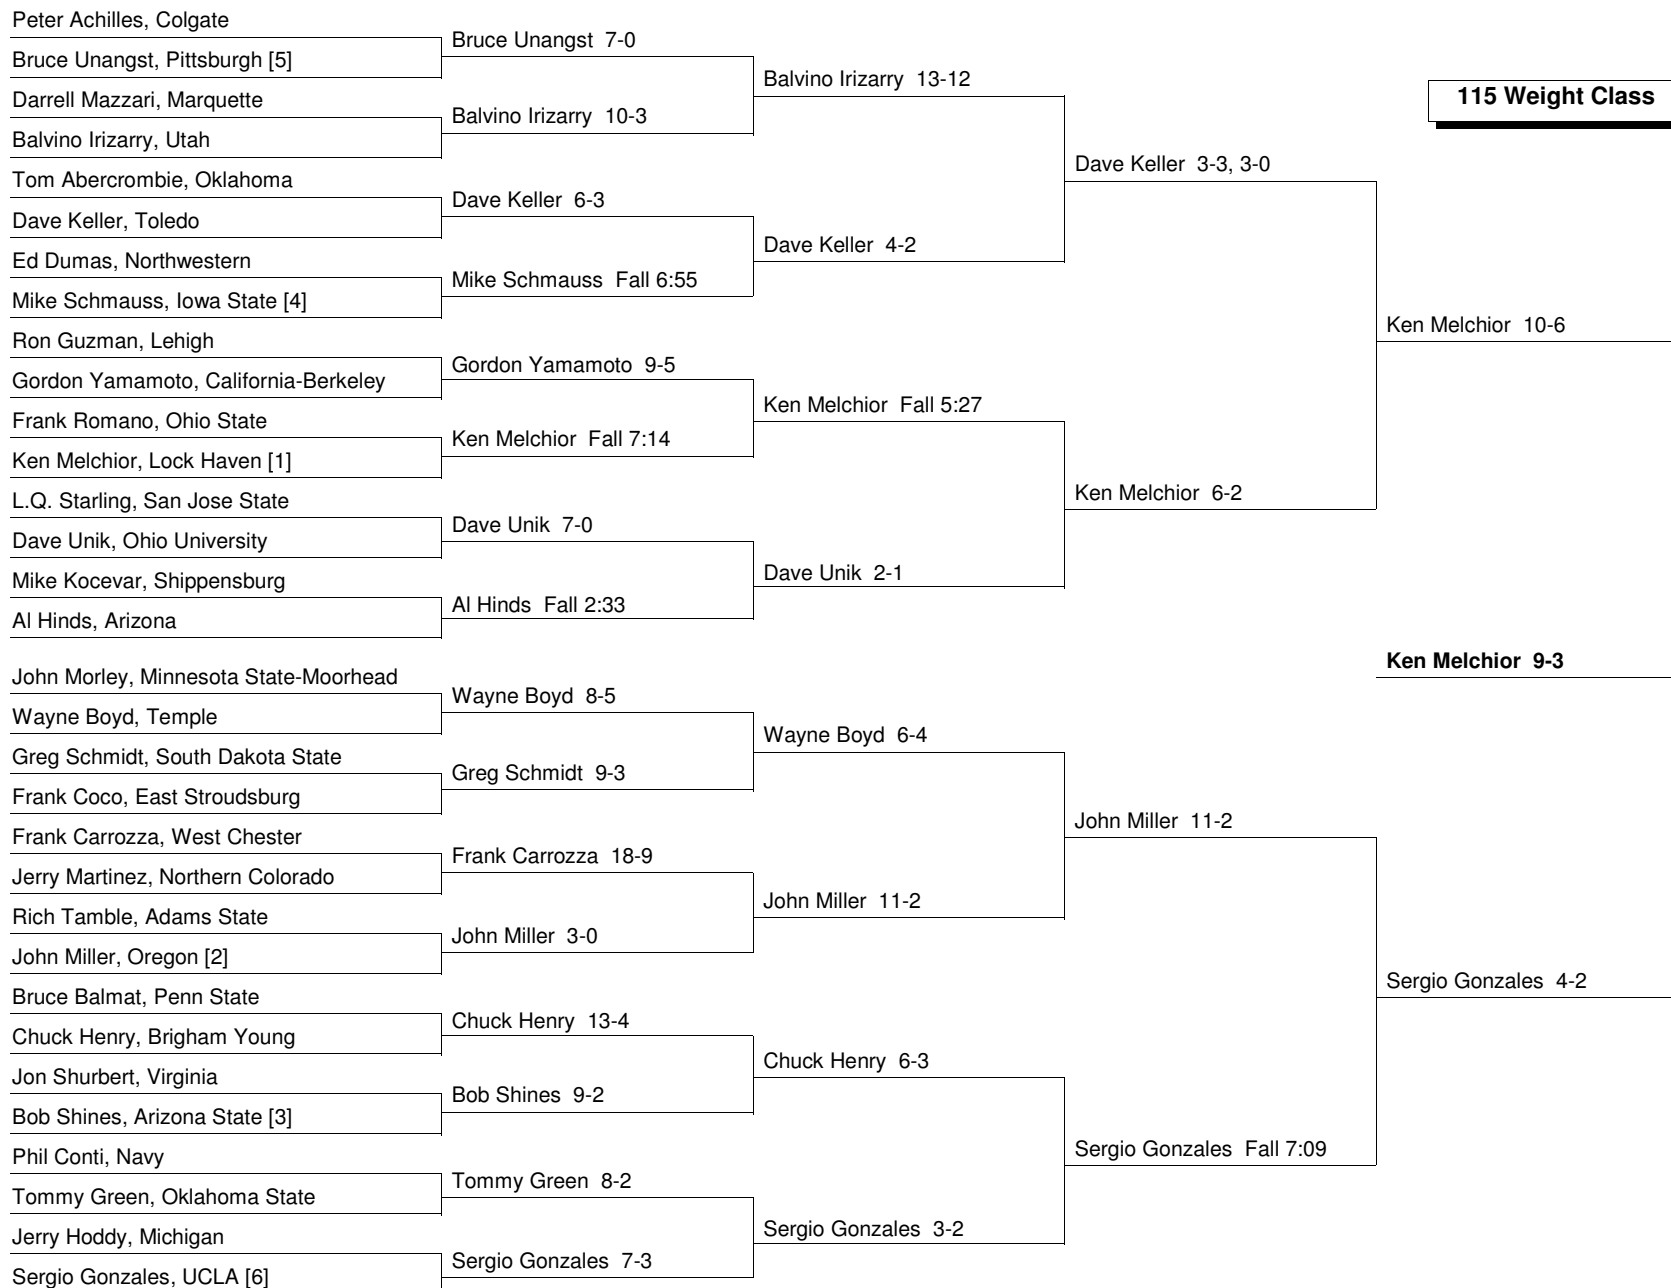 Peter Achilles, Colgate
Bruce Unangst, Pittsburgh [5]
Darrell Mazzari, Marquette
Balvino Irizarry, Utah
Tom Abercrombie, Oklahoma
Dave Keller, Toledo
Ed Dumas, Northwestern
Mike Schmauss, Iowa State [4]
Ron Guzman, Lehigh
Gordon Yamamoto, California-Berkeley
Frank Romano, Ohio State
Ken Melchior, Lock Haven [1]
L.Q. Starling, San Jose State
Dave Unik, Ohio University
Mike Kocevar, Shippensburg
Al Hinds, Arizona
John Morley, Minnesota State-Moorhead
Wayne Boyd, Temple
Greg Schmidt, South Dakota State
Frank Coco, East Stroudsburg
Frank Carrozza, West Chester
Jerry Martinez, Northern Colorado
Rich Tamble, Adams State
John Miller, Oregon [2]
Bruce Balmat, Penn State
Chuck Henry, Brigham Young
Jon Shurbert, Virginia
Bob Shines, Arizona State [3]
Phil Conti, Navy
Tommy Green, Oklahoma State
Jerry Hoddy, Michigan
Sergio Gonzales, UCLA [6]
Bruce Unangst 7-0
Balvino Irizarry 10-3
Dave Keller 6-3
Mike Schmauss Fall 6:55
Gordon Yamamoto 9-5
Ken Melchior Fall 7:14
Dave Unik 7-0
Al Hinds Fall 2:33
Wayne Boyd 8-5
Greg Schmidt 9-3
Frank Carrozza 18-9
John Miller 3-0
Chuck Henry 13-4
Bob Shines 9-2
Tommy Green 8-2
Sergio Gonzales 7-3
Balvino Irizarry 13-12
Dave Keller 4-2
Ken Melchior Fall 5:27
Dave Unik 2-1
Wayne Boyd 6-4
John Miller 11-2
Chuck Henry 6-3
Sergio Gonzales 3-2
Dave Keller 3-3, 3-0
Ken Melchior 6-2
John Miller 11-2
Sergio Gonzales Fall 7:09
115 Weight Class
Ken Melchior 10-6
Ken Melchior 9-3
Sergio Gonzales 4-2